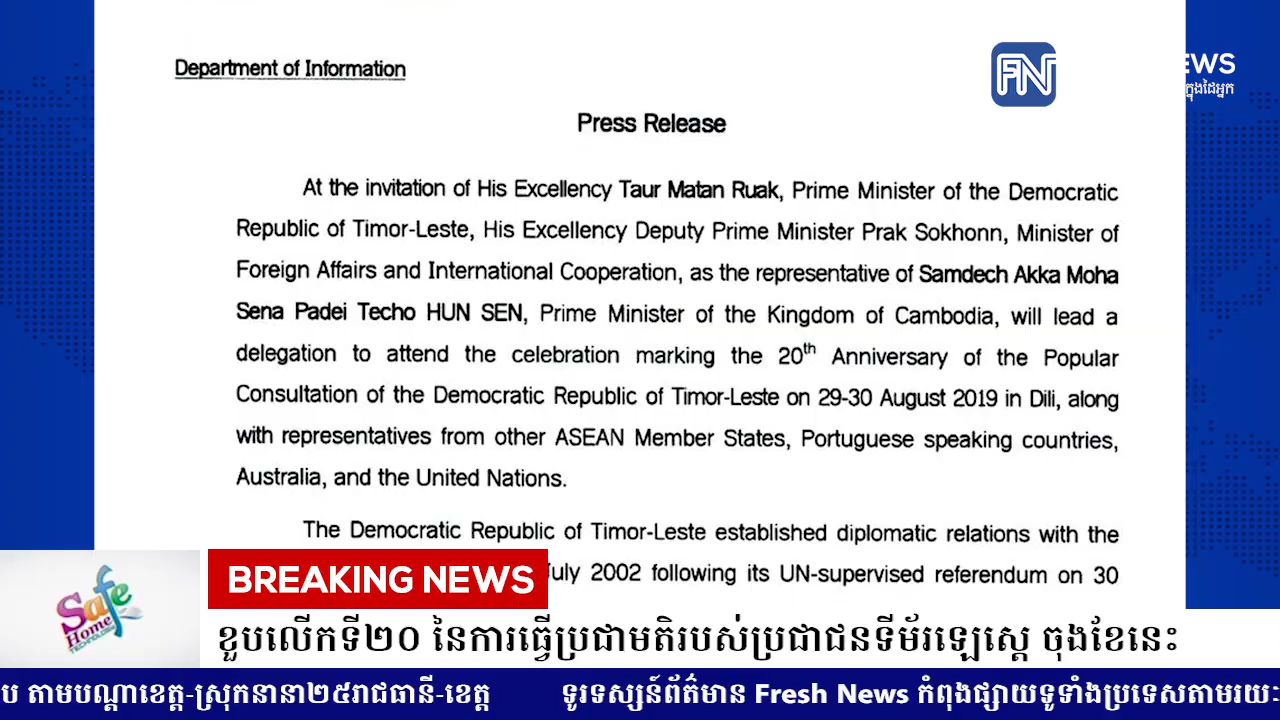 Department of Information
FN
EWS
ក្នុងដៃអ្នក
Press Release
At the invitation of His Excellency Taur Matan Ruak, Prime Minister of the Democratic
Republic of Timor-Leste, His Excellency Deputy Prime Minister Prak Sokhonn, Minister of
Foreign Affairs and International Cooperation, as the representative of Samdech Akka Moha
Sena Padei Techo HUN SEN, Prime Minister of the Kingdom of Cambodia, will lead a
delegation to attend the celebration marking the 20th Anniversary of the Popular
Consultation of the Democratic Republic of Timor-Leste on 29-30 August 2019 in Dili, along
with representatives from other ASEAN Member States, Portuguese speaking countries,
Australia, and the United Nations.
The Democratic Republic of Timor-Leste established diplomatic relations with the
July 2002 following its UN-supervised referendum on 30
BREAKING NEWS
Safe
Home
TECHNOLOGY
ខួបលើកទី២០ នៃការធ្វើប្រជាមតិរបស់ប្រជាជនទីម័រឡេស្តេ ចុងខែនេះ
ប តាមបណ្តាខេត្ត-ស្រុកនានា២៥រាជធានី-ខេត្ត ទូរទស្សន៍ព័ត៌មាន Fresh News កំពុងផ្សាយទូទាំងប្រទេសតាមរយៈ